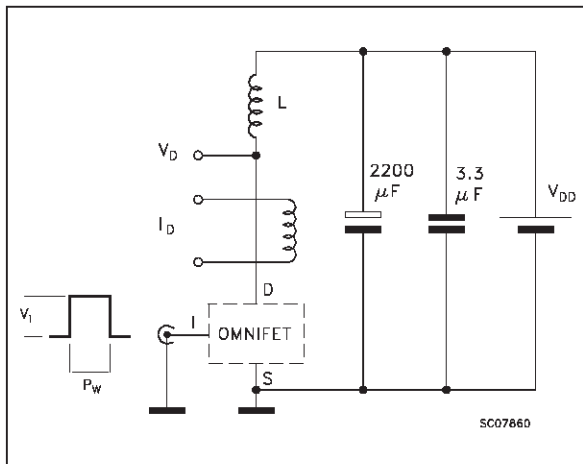 L
V_D
2200
μF
3.3
μF
V_DD
I_D
D
V_i
I
OMNIFET
P_W
S
SC07860